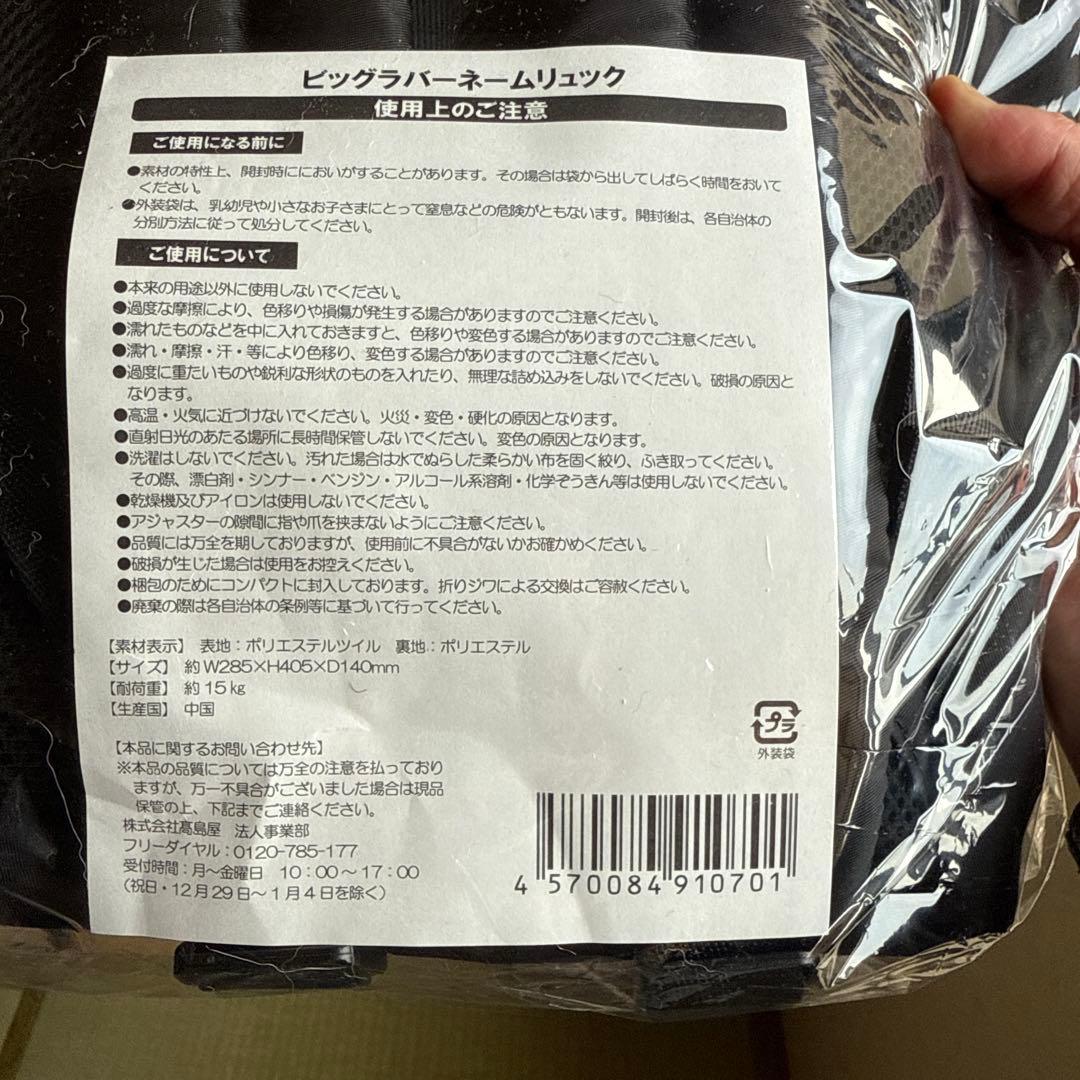 ビッグラバーネームリュック
使用上のご注意
ご使用になる前に
●素材の特性上、開封時ににおいがすることがあります。その場合は袋から出してしばらく時間をおいて
ください。
●外装袋は、乳幼児や小さなお子さまにとって窒息などの危険がともないます。開封後は、各自治体の
分別方法に従って処分してください。
ご使用について
●本来の用途以外に使用しないでください。
●過度な摩擦により、色移りや損傷が発生する場合がありますのでご注意ください。
●濡れたものなどを中に入れておきますと、色移りや変色する場合がありますのでご注意ください。
●濡れ・摩擦・汗・等により色移り、変色する場合がありますのでご注意ください。
●過度に重たいものや鋭利な形状のものを入れたり、無理な詰め込みをしないでください。破損の原因と
なります。
●高温・火気に近づけないでください。火災・変色・硬化の原因となります。
●直射日光のあたる場所に長時間保管しないでください。変色の原因となります。
●洗濯はしないでください。汚れた場合は水でぬらした柔らかい布を固く絞り、ふき取ってください。
その際、漂白剤・シンナー・ベンジン・アルコール系溶剤・化学ぞうきん等は使用しないでください。
●乾燥機及びアイロンは使用しないでください。
●アジャスターの隙間に指や爪を挟まないようにご注意ください。
●品質には万全を期しておりますが、使用前に不具合がないかお確かめください。
●破損が生じた場合は使用をお控えください。
●梱包のためにコンパクトに封入しております。折りジワによる交換はご容赦ください。
●廃棄の際は各自治体の条例等に基づいて行ってください。
【素材表示】 表地：ポリエステルツイル 裏地：ポリエステル
【サイズ】 約W285×H405×D140mm
【耐荷重】 約15kg
【生産国】 中国
プラ
外装袋
【本品に関するお問い合わせ先】
※本品の品質については万全の注意を払っており
ますが、万一不具合がございました場合は現品
保管の上、下記までご連絡ください。
株式会社髙島屋 法人事業部
フリーダイヤル：0120-785-177
受付時間：月～金曜日 10：00～17：00
（祝日・12月29日～1月4日を除く）
4 570084 910701